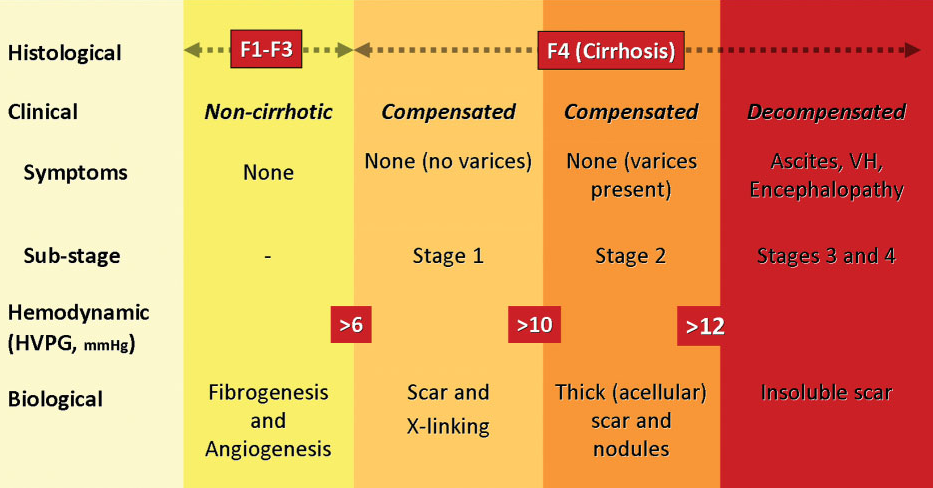 Histological F1-F3 F4 (Cirrhosis)
Clinical Non-cirrhotic Compensated Compensated Decompensated
Symptoms None None (no varices) None (varices present) Ascites, VH, Encephalopathy
Sub-stage - Stage 1 Stage 2 Stages 3 and 4
Hemodynamic
(HVPG, mmHg) >6 >10 >12
Biological Fibrogenesis and Angiogenesis Scar and X-linking Thick (acellular) scar and nodules Insoluble scar